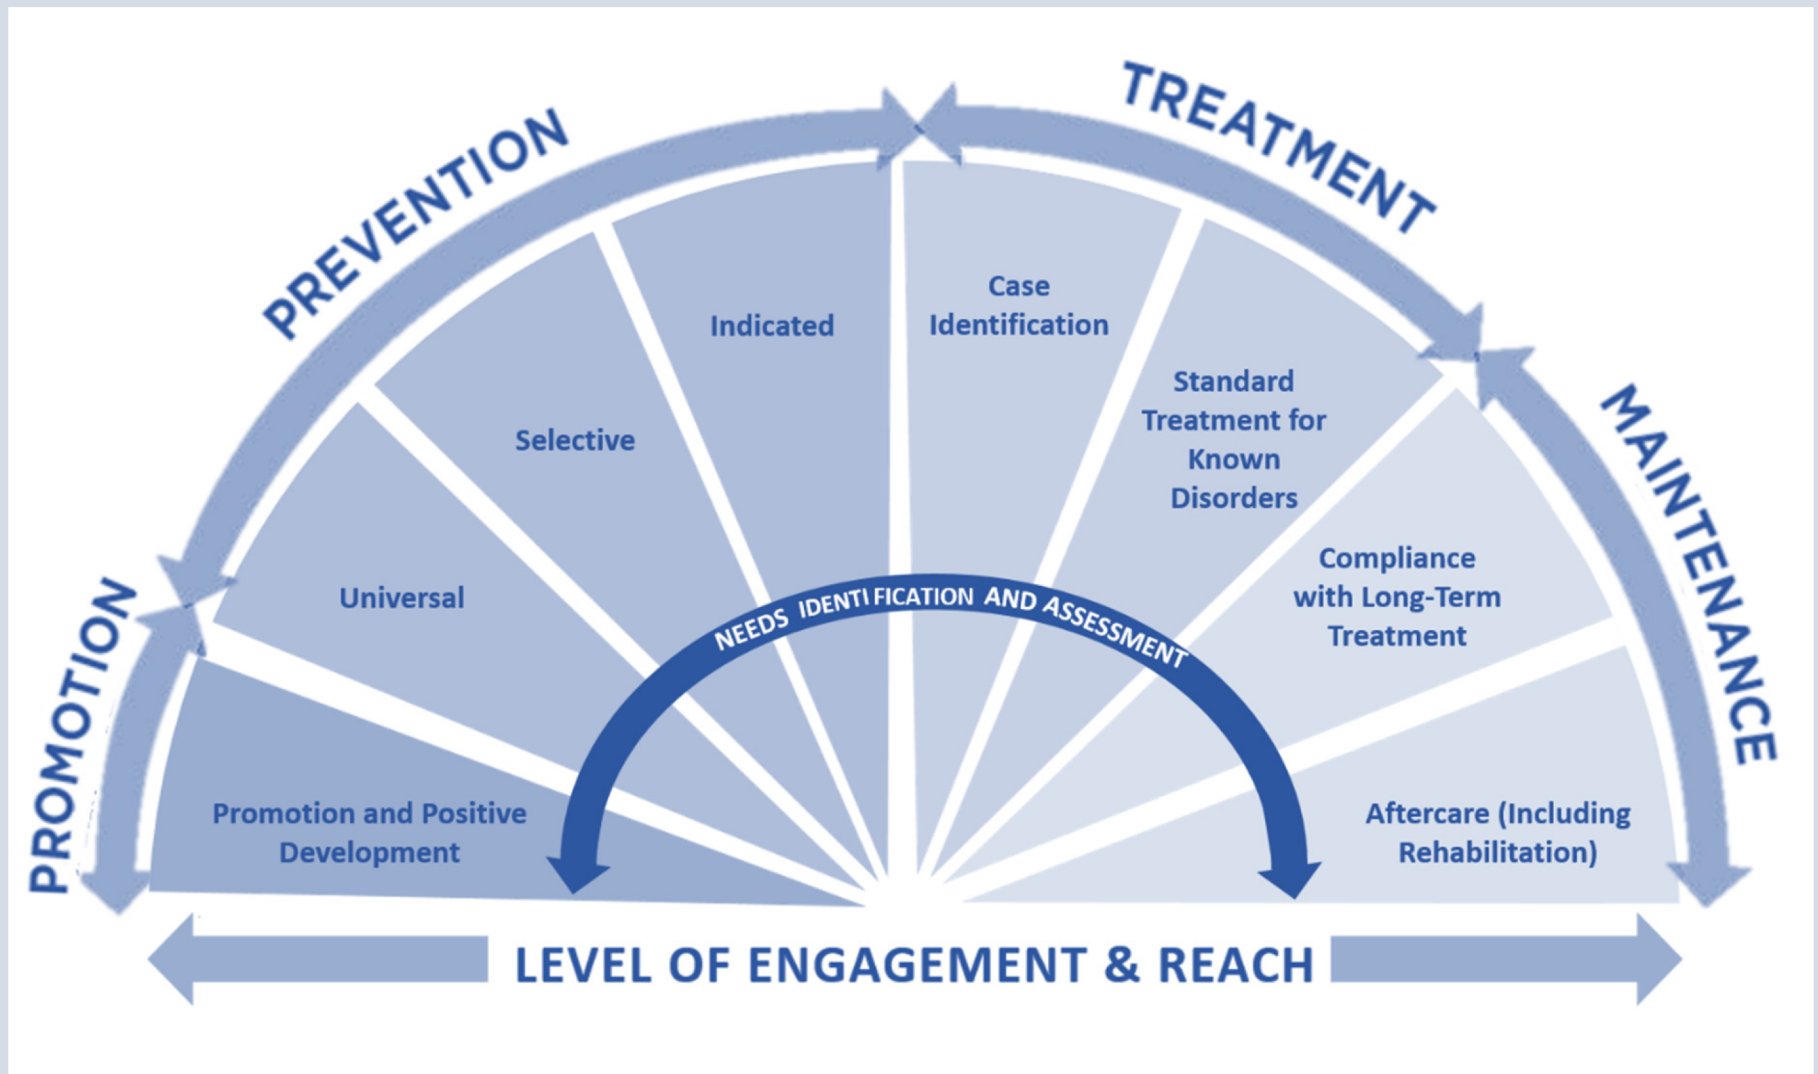 PROMOTION
PREVENTION
TREATMENT
MAINTENANCE
Promotion and Positive
Development
Universal
Selective
Indicated
Case
Identification
Standard
Treatment for
Known
Disorders
Compliance
with Long-Term
Treatment
Aftercare (Including
Rehabilitation)
NEEDS IDENTIFICATION AND ASSESSMENT
LEVEL OF ENGAGEMENT & REACH